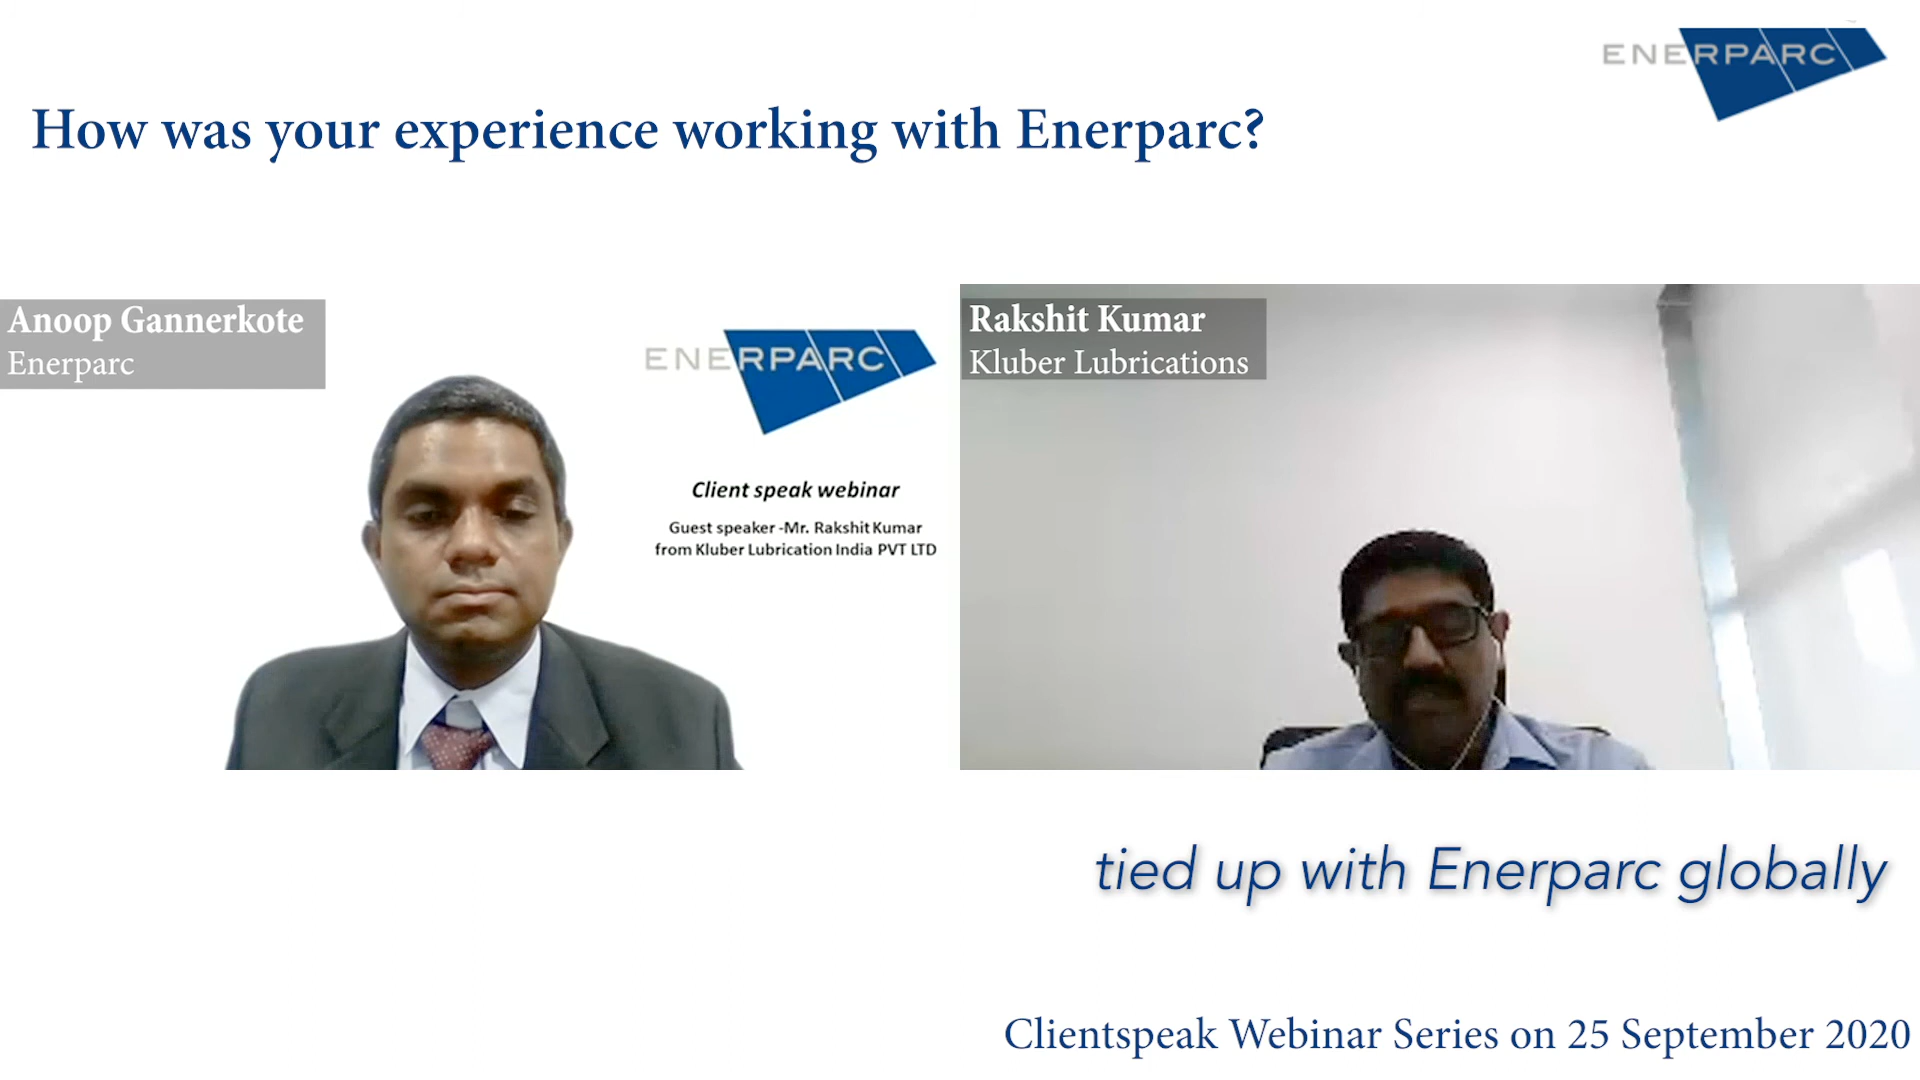 ENERPARC
How was your experience working with Enerparc?
Anoop Gannerkote
Enerparc
ENERPARC
Client speak webinar
Guest speaker -Mr. Rakshit Kumar
from Kluber Lubrication India PVT LTD
Rakshit Kumar
Kluber Lubrications
tied up with Enerparc globally
Clientspeak Webinar Series on 25 September 2020